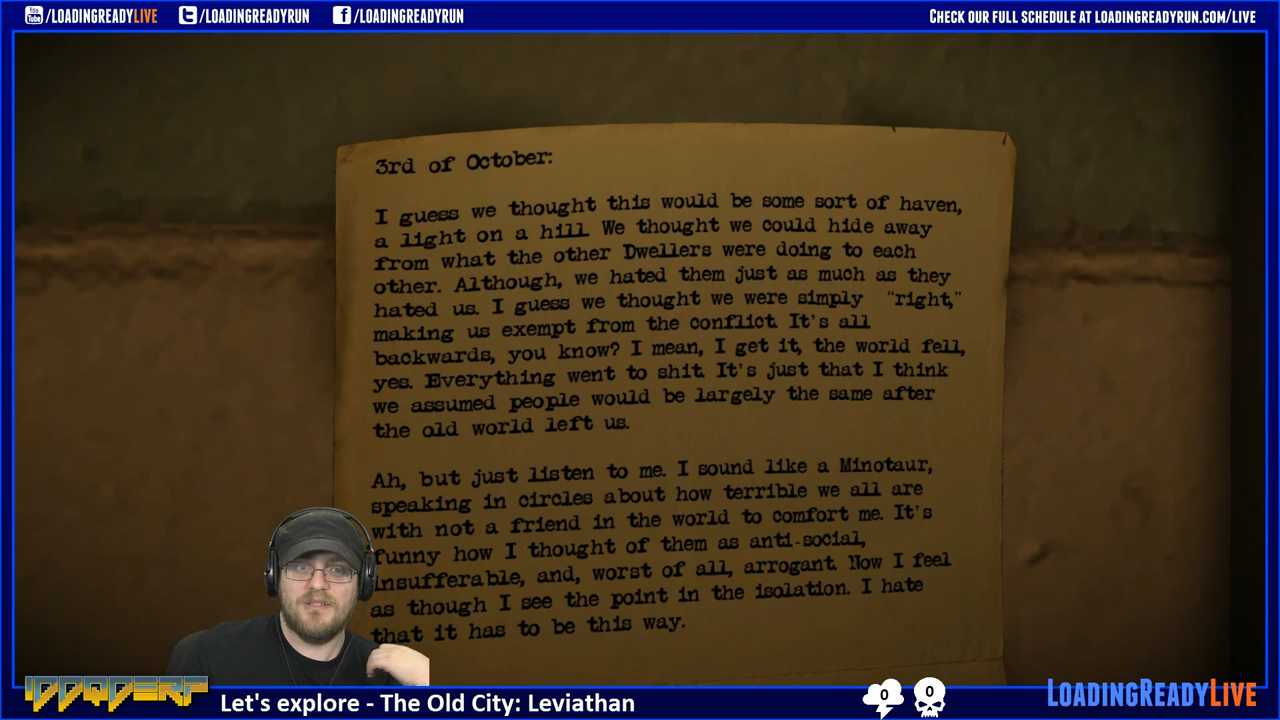 You Tube /LOADINGREADYLIVE
/LOADINGREADYRUN
/LOADINGREADYRUN
CHECK OUR FULL SCHEDULE AT LOADINGREADYRUN.COM/LIVE
3rd of October:
I guess we thought this would be some sort of haven,
a light on a hill. We thought we could hide away
from what the other Dwellers were doing to each
other. Although, we hated them just as much as they
hated us. I guess we thought we were simply "right,"
making us exempt from the conflict. It's all
backwards, you know? I mean, I get it, the world fell,
yes. Everything went to shit. It's just that I think
we assumed people would be largely the same after
the old world left us.
Ah, but just listen to me. I sound like a Minotaur,
speaking in circles about how terrible we all are
with not a friend in the world to comfort me. It's
funny how I thought of them as anti-social,
insufferable, and, worst of all, arrogant. Now I feel
as though I see the point in the isolation. I hate
that it has to be this way.
IDDQDERP
Let's explore - The Old City: Leviathan
0
0
LOADINGREADYLIVE